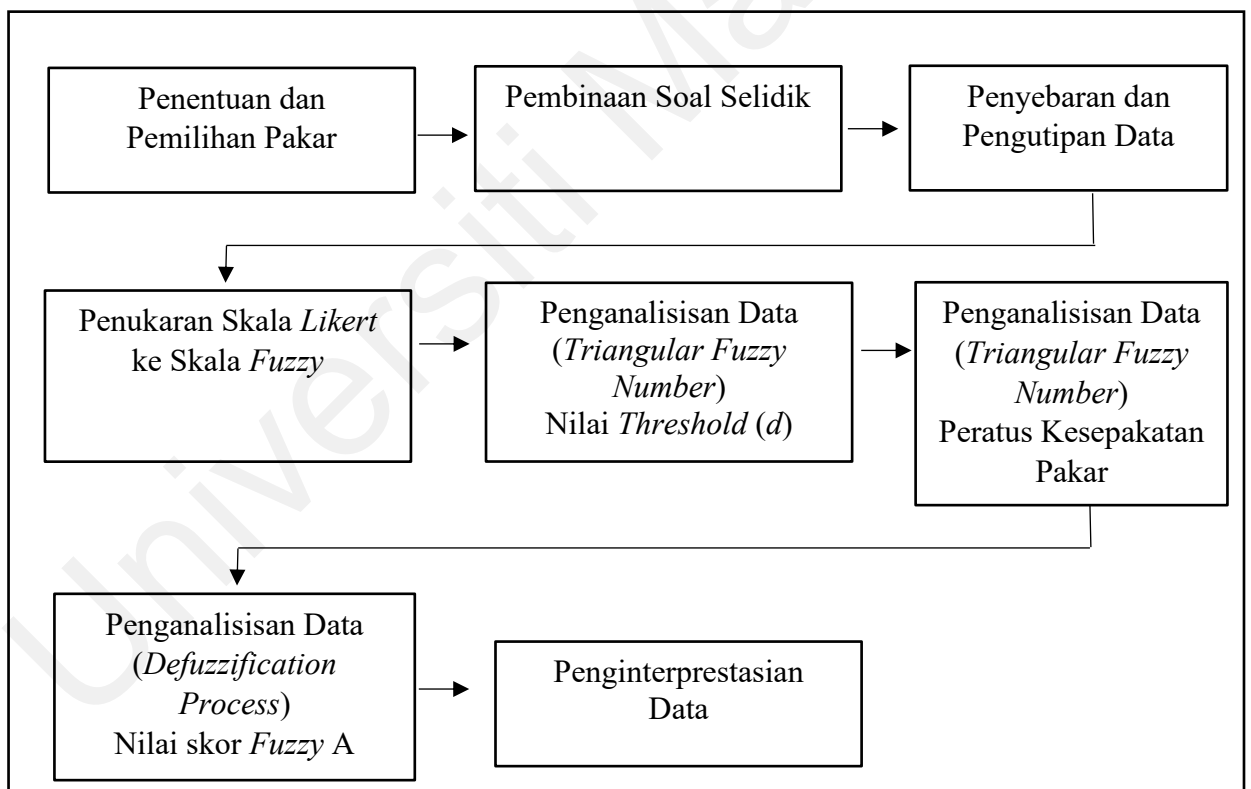 Penentuan dan
Pemilihan Pakar
Pembinaan Soal Selidik
Penyebaran dan
Pengutipan Data
Penukaran Skala Likert
ke Skala Fuzzy
Penganalisisan Data
(Triangular Fuzzy
Number)
Nilai Threshold (d)
Penganalisisan Data
(Triangular Fuzzy
Number)
Peratus Kesepakatan
Pakar
Penganalisisan Data
(Defuzzification
Process)
Nilai skor Fuzzy A
Penginterprestasian
Data
Universiti Ma